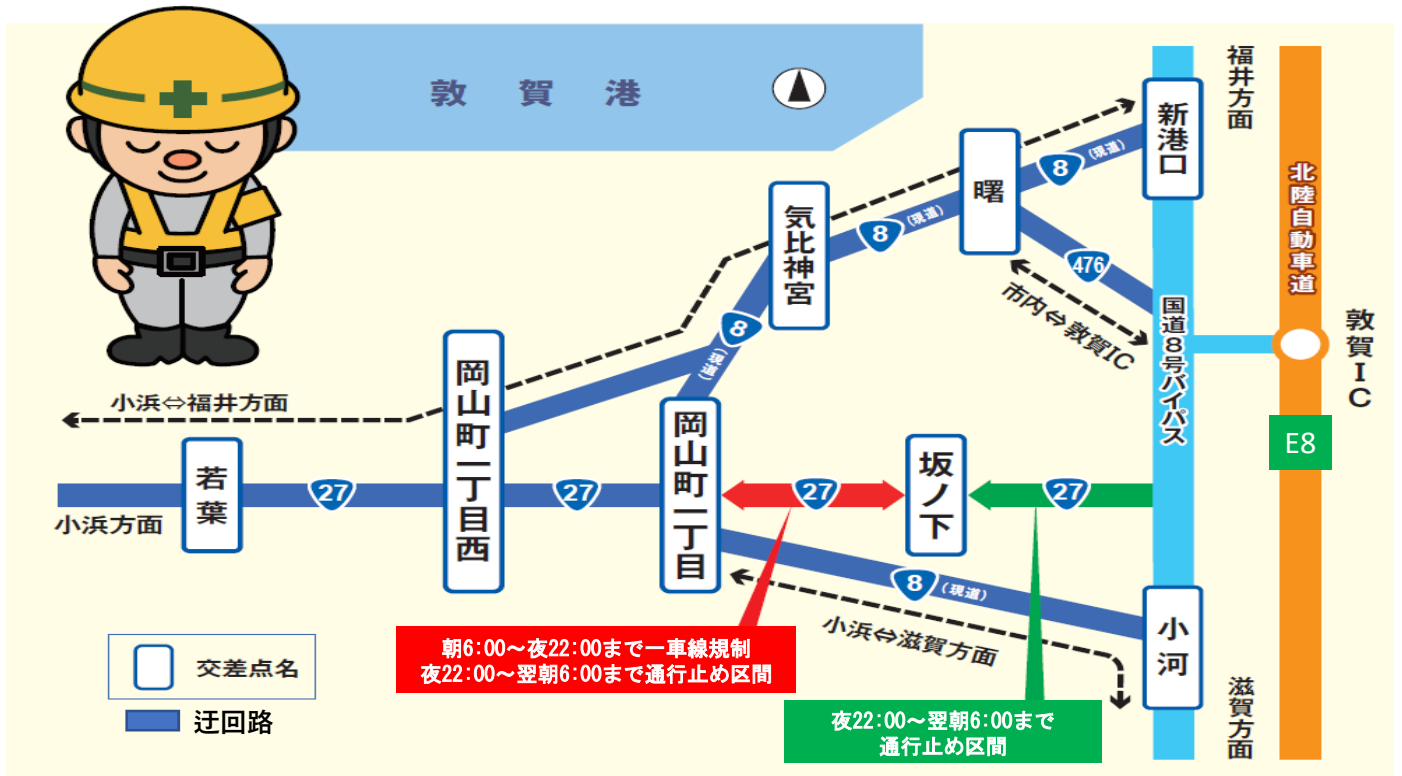 敦賀港
福井方面
新港口
8
(現道)
曙
北陸自動車道
気比神宮
8
(現道)
476
市内⇔敦賀IC
国道8号バイパス
敦賀IC
8
(現道)
岡山町一丁目西
小浜⇔福井方面
岡山町一丁目
E8
坂ノ下
若葉
27
27
27
27
小浜方面
8
(現道)
小浜⇔滋賀方面
小河
朝6:00～夜22:00まで一車線規制
夜22:00～翌朝6:00まで通行止め区間
交差点名
滋賀方面
迂回路
夜22:00～翌朝6:00まで
通行止め区間